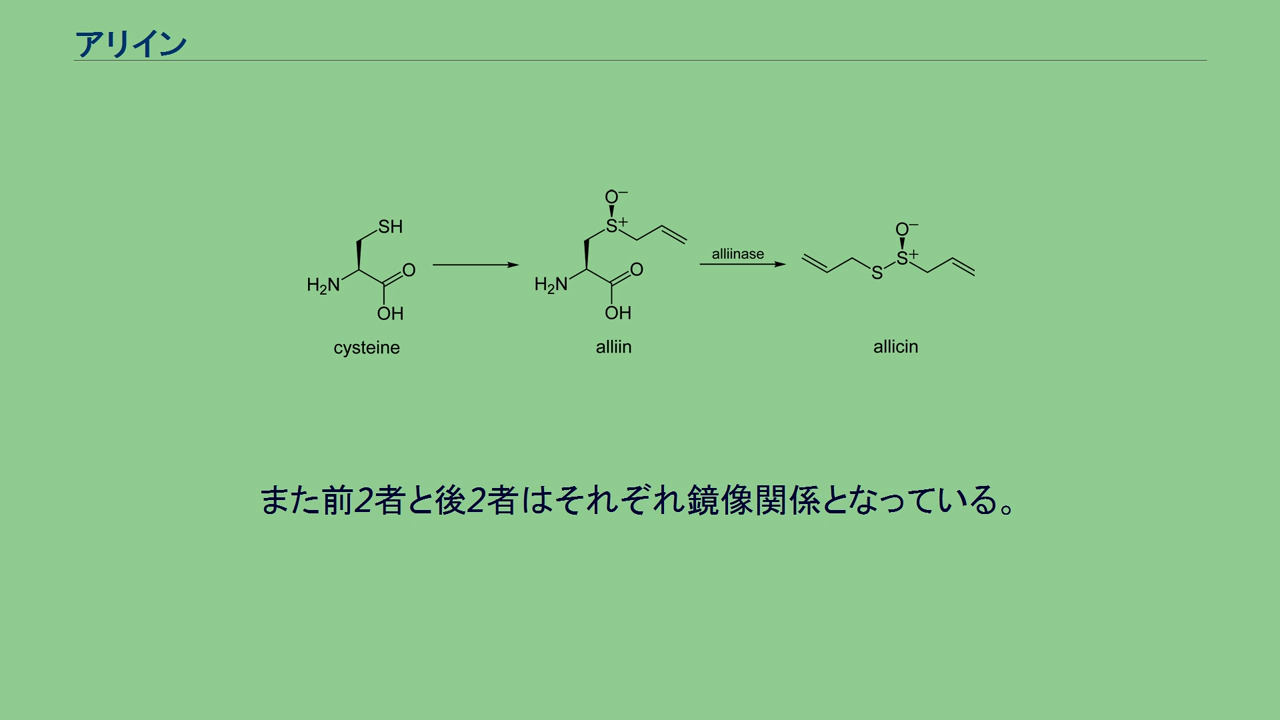 アリイン
SH
H₂N
O
OH
cysteine
O⁻
S⁺
H₂N
O
OH
alliin
alliinase
O⁻
S
S⁺
allicin
また前2者と後2者はそれぞれ鏡像関係となっている。